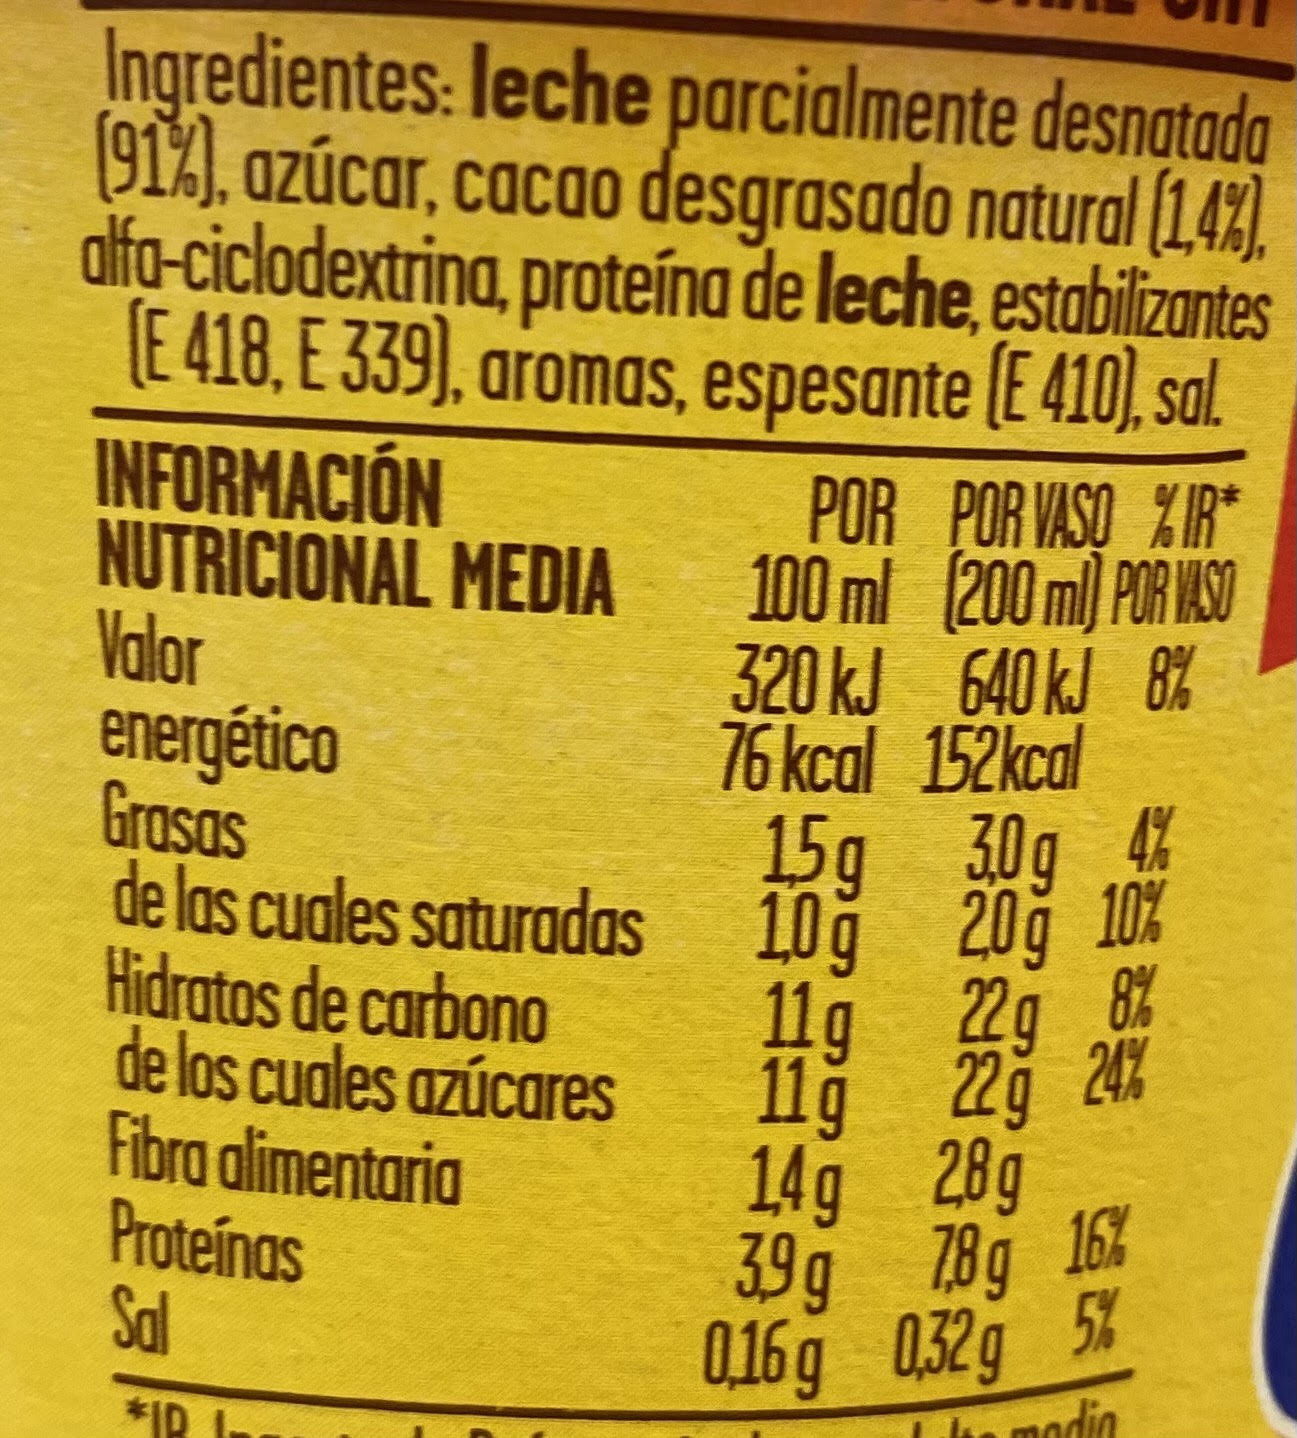 Ingredientes: leche parcialmente desnatada
(91%), azúcar, cacao desgrasado natural (1,4%),
alfa-ciclodextrina, proteína de leche, estabilizantes
(E 418, E 339), aromas, espesante (E 410), sal.
INFORMACIÓN POR POR VASO % IR*
NUTRICIONAL MEDIA 100 ml (200 ml) POR VASO
Valor 320 kJ 640 kJ 8%
energético 76 kcal 152kcal
Grasas 1,5 g 3,0 g 4%
de las cuales saturadas 1,0 g 2,0 g 10%
Hidratos de carbono 11 g 22 g 8%
de los cuales azúcares 11 g 22 g 24%
Fibra alimentaria 1,4 g 2,8 g
Proteínas 3,9 g 7,8 g 16%
Sal 0,16 g 0,32 g 5%
*IR